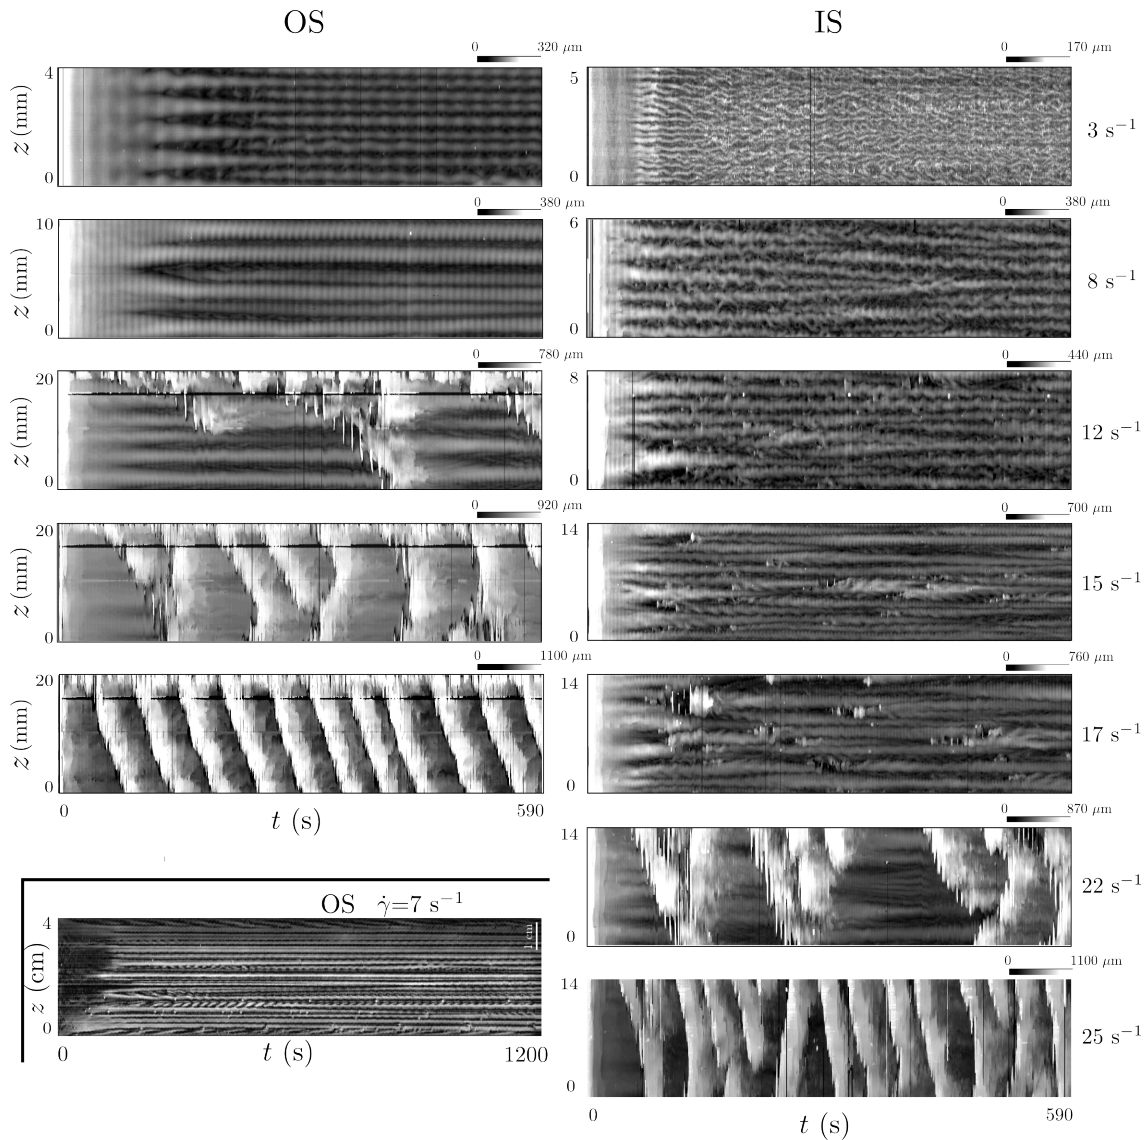 OS IS
0 320 μm 0 170 μm
4 5
z (mm) 3 s⁻¹
0 0
0 380 μm 0 380 μm
10 6
z (mm) 8 s⁻¹
0 0
0 780 μm 0 440 μm
20 8
z (mm) 12 s⁻¹
0 0
0 920 μm 0 700 μm
20 14
z (mm) 15 s⁻¹
0 0
0 1100 μm 0 760 μm
20 14
z (mm) 17 s⁻¹
0 0
0 t (s) 590
0 870 μm
14
22 s⁻¹
0
OS γ̇=7 s⁻¹
4 1 cm
z (cm)
0
0 t (s) 1200
0 1100 μm
14
25 s⁻¹
0
0 t (s) 590